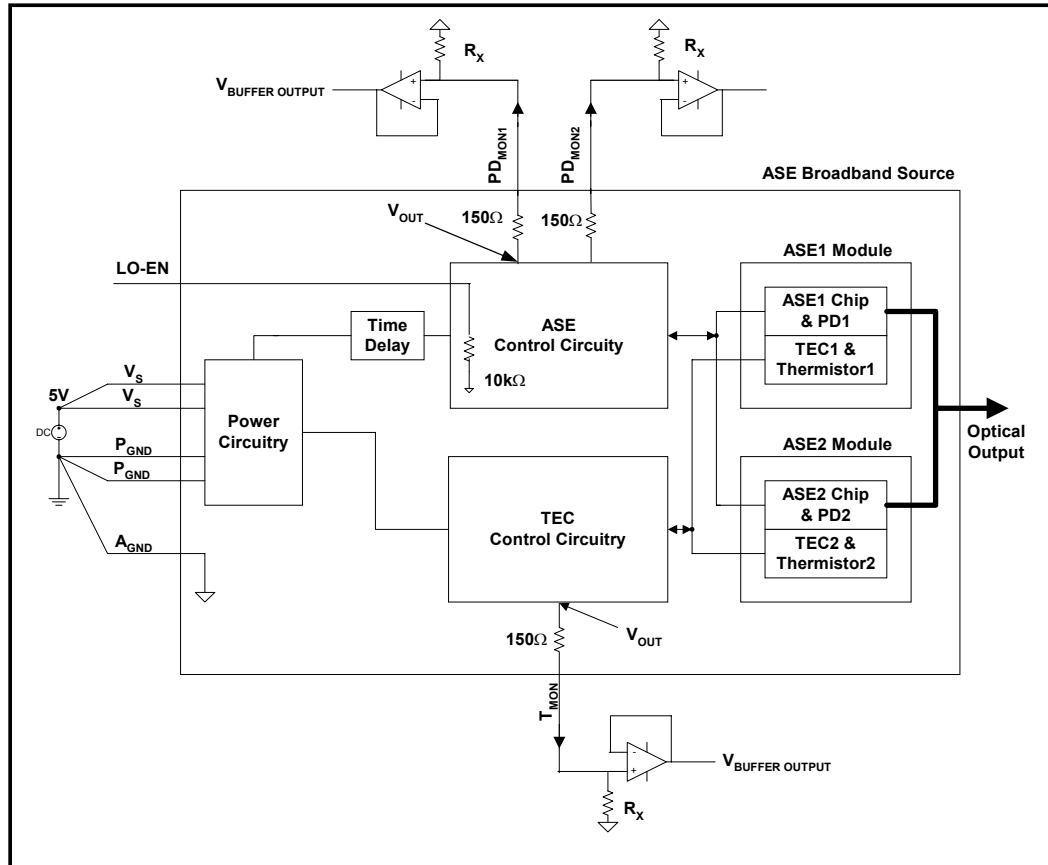 R_X
R_X
V_BUFFER OUTPUT
PD_MON1
PD_MON2
ASE Broadband Source
V_OUT
150Ω
150Ω
LO-EN
ASE1 Module
ASE1 Chip
& PD1
TEC1 &
Thermistor1
Time
Delay
ASE
Control Circuity
10kΩ
V_S
5V
V_S
DC
Power
Circuitry
P_GND
P_GND
A_GND
Optical
Output
ASE2 Module
ASE2 Chip
& PD2
TEC2 &
Thermistor2
TEC
Control Circuitry
150Ω
V_OUT
T_MON
V_BUFFER OUTPUT
R_X